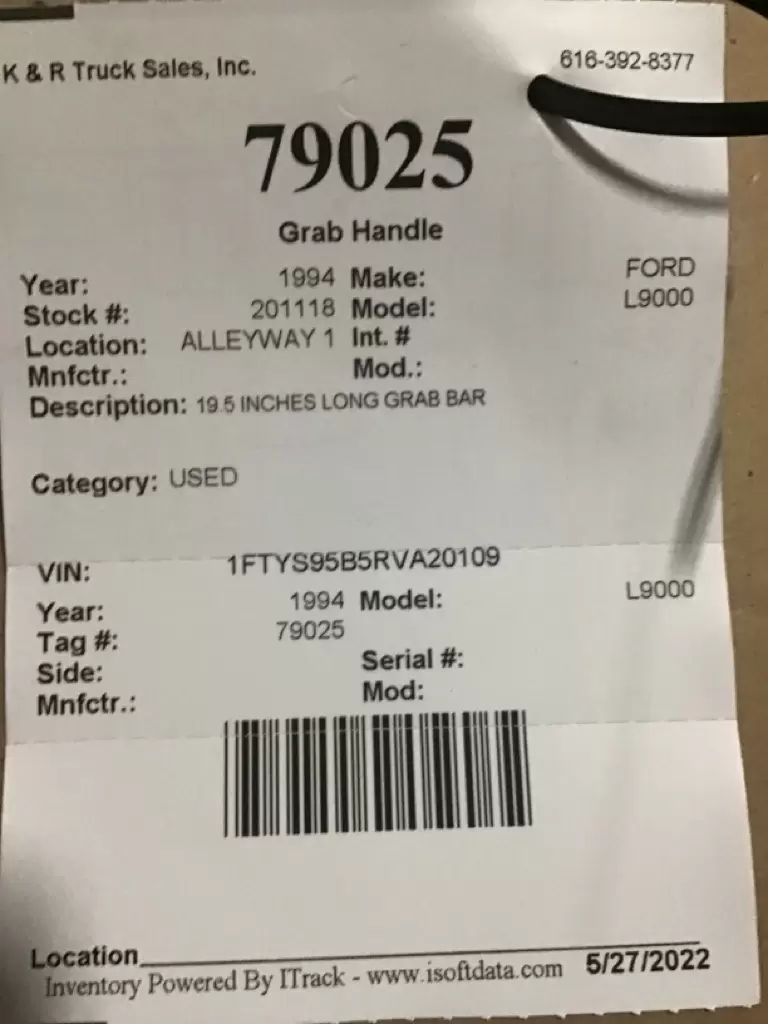 K & R Truck Sales, Inc. 616-392-8377
79025
Grab Handle
Year: 1994 Make: FORD
Stock #: 201118 Model: L9000
Location: ALLEYWAY 1 Int. #
Mnfctr.: Mod.:
Description: 19.5 INCHES LONG GRAB BAR
Category: USED
VIN: 1FTYS95B5RVA20109
Year: 1994 Model: L9000
Tag #: 79025
Side: Serial #:
Mnfctr.: Mod:
Location
Inventory Powered By ITrack - www.isoftdata.com 5/27/2022